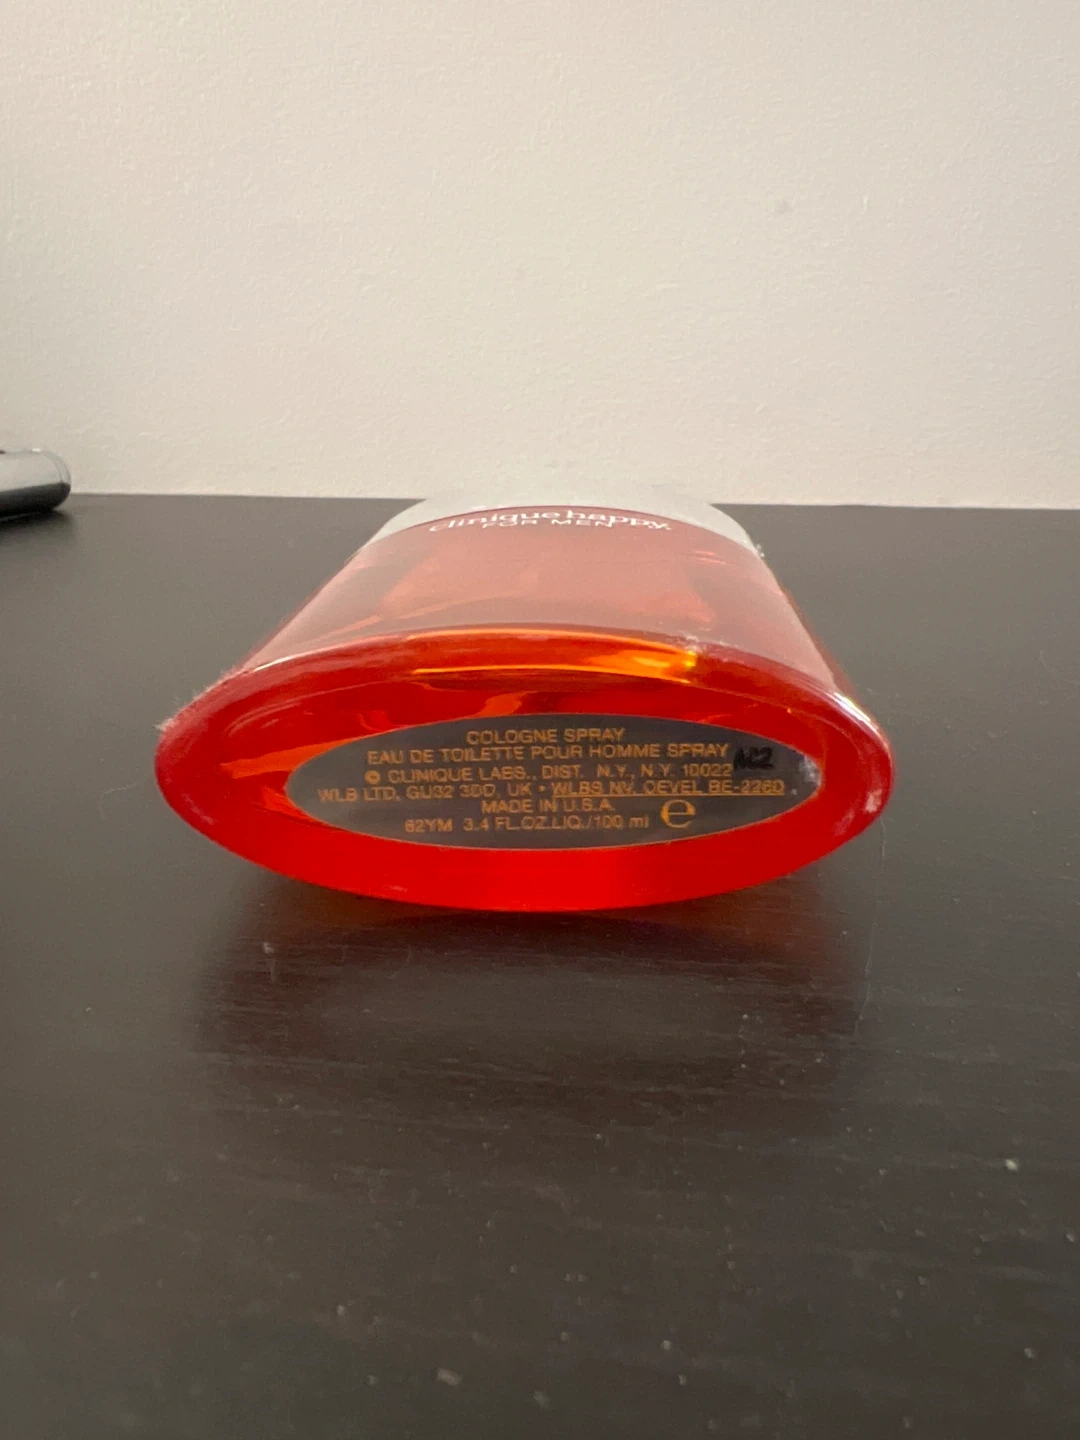 clinique happy.
FOR MEN
COLOGNE SPRAY
EAU DE TOILETTE POUR HOMME SPRAY
© CLINIQUE LABS., DIST. N.Y., N.Y. 10022
WLB LTD, GU32 3DD, UK • WLBS NV. OEVEL BE-2260
MADE IN U.S.A.
62YM 3.4 FL.OZ.LIQ./100 ml e